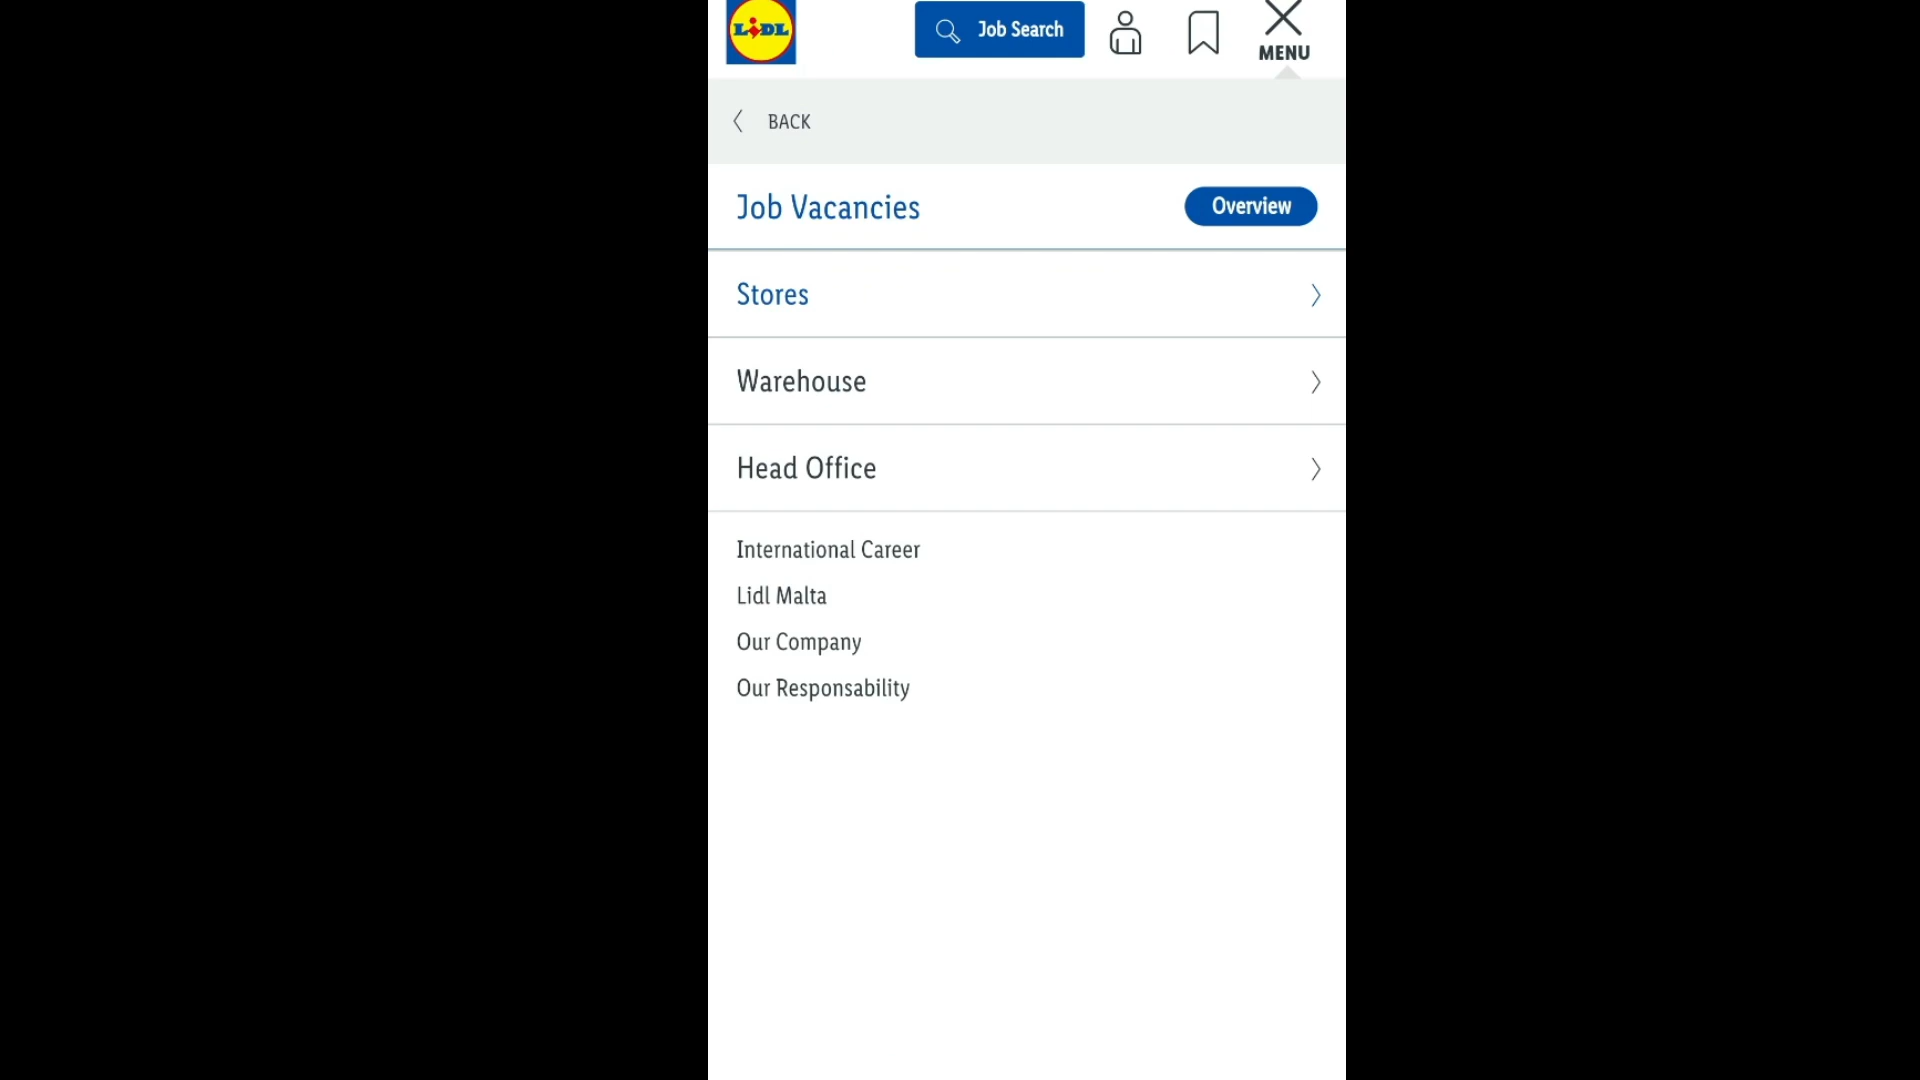 LIDL
Job Search
MENU
BACK
Job Vacancies
Overview
Stores
Warehouse
Head Office
International Career
Lidl Malta
Our Company
Our Responsability